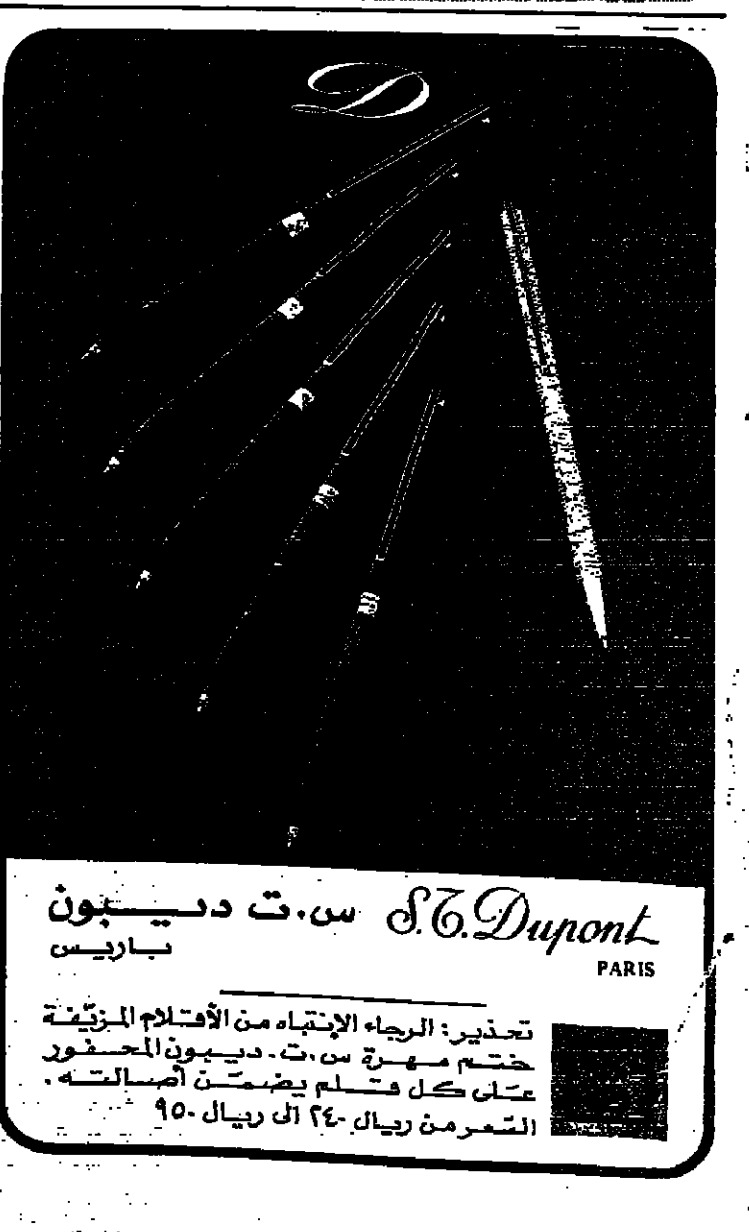 D
س.ت ديبون S.T. Dupont
باريس PARIS
تحذير: الرجاء الإنتباه من الأقلام المزيّفة
ختم مهرة س.ت. ديبون المحفور
على كل قلم يضمن أصالته.
السعر من ريال ٢٤٠ الى ريال ٩٥٠